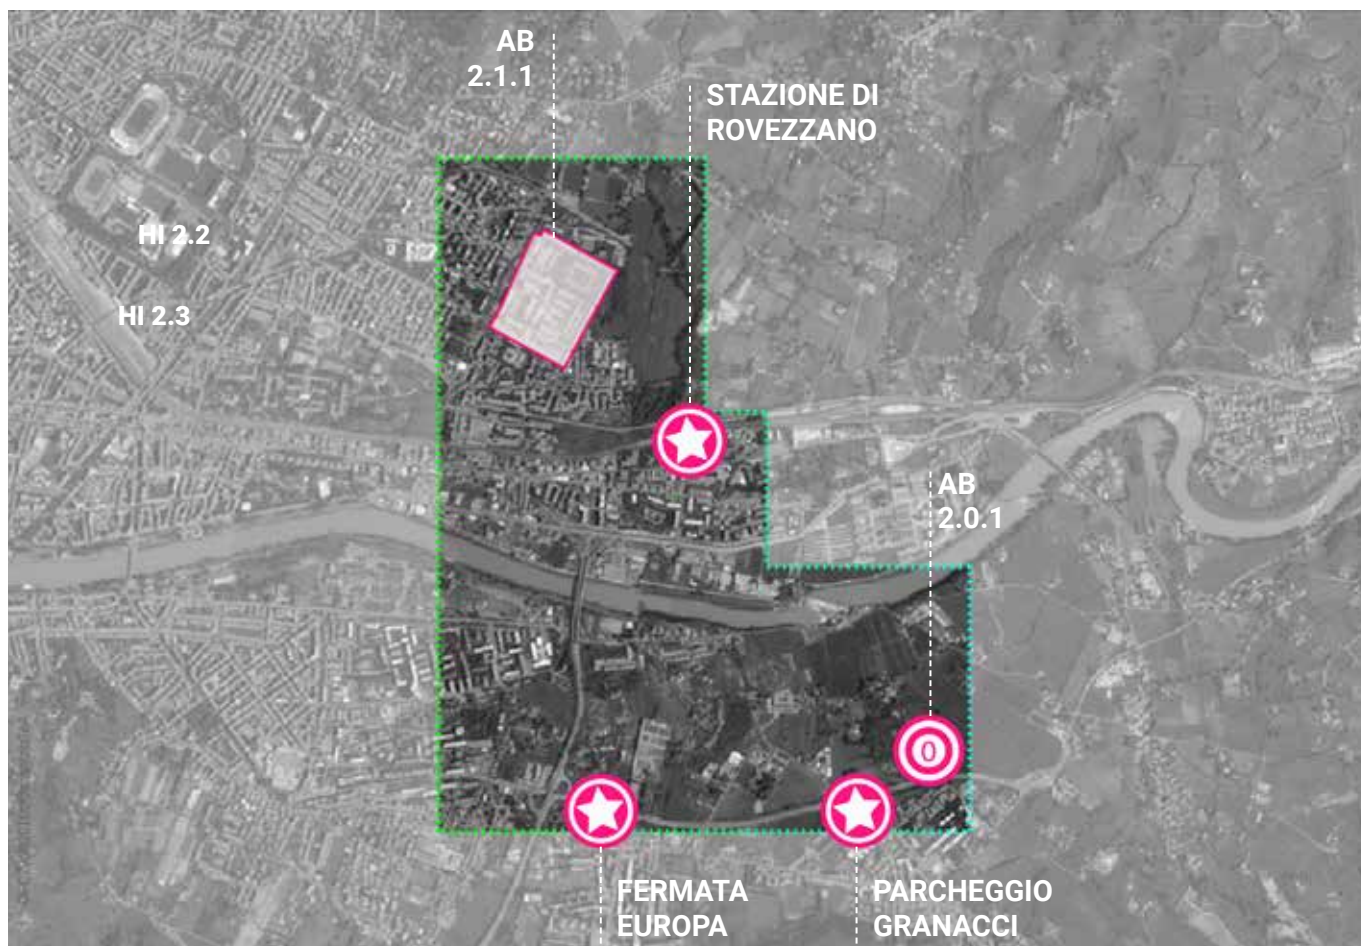 AB
2.1.1
STAZIONE DI
ROVEZZANO
HI 2.2
HI 2.3
AB
2.0.1
0
FERMATA
EUROPA
PARCHEGGIO
GRANACCI